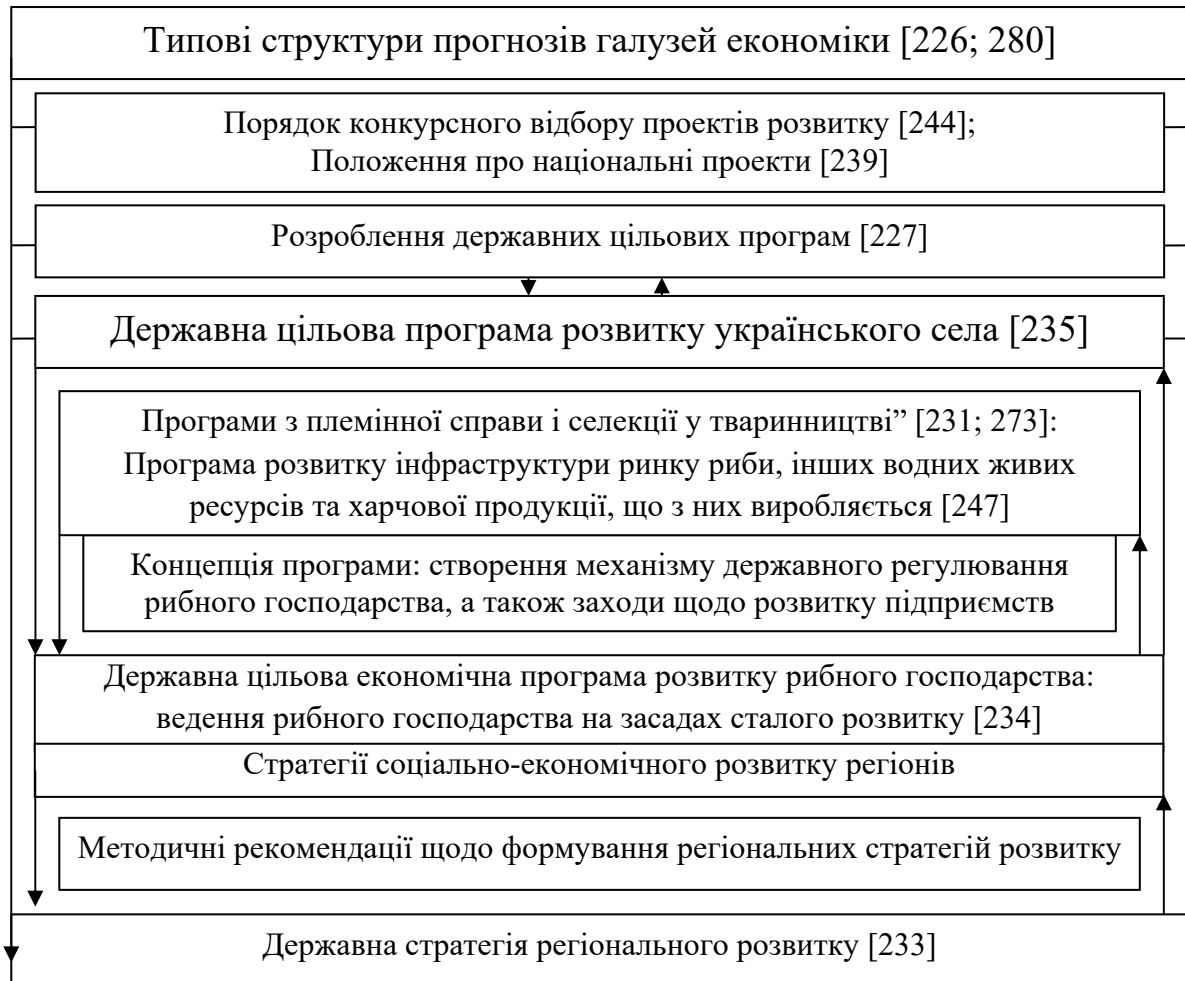 Типові структури прогнозів галузей економіки [226; 280]
Порядок конкурсного відбору проектів розвитку [244];
Положення про національні проекти [239]
Розроблення державних цільових програм [227]
Державна цільова програма розвитку українського села [235]
Програми з племінної справи і селекції у тваринництві” [231; 273]:
Програма розвитку інфраструктури ринку риби, інших водних живих
ресурсів та харчової продукції, що з них виробляється [247]
Концепція програми: створення механізму державного регулювання
рибного господарства, а також заходи щодо розвитку підприємств
Державна цільова економічна програма розвитку рибного господарства:
ведення рибного господарства на засадах сталого розвитку [234]
Стратегії соціально-економічного розвитку регіонів
Методичні рекомендації щодо формування регіональних стратегій розвитку
Державна стратегія регіонального розвитку [233]